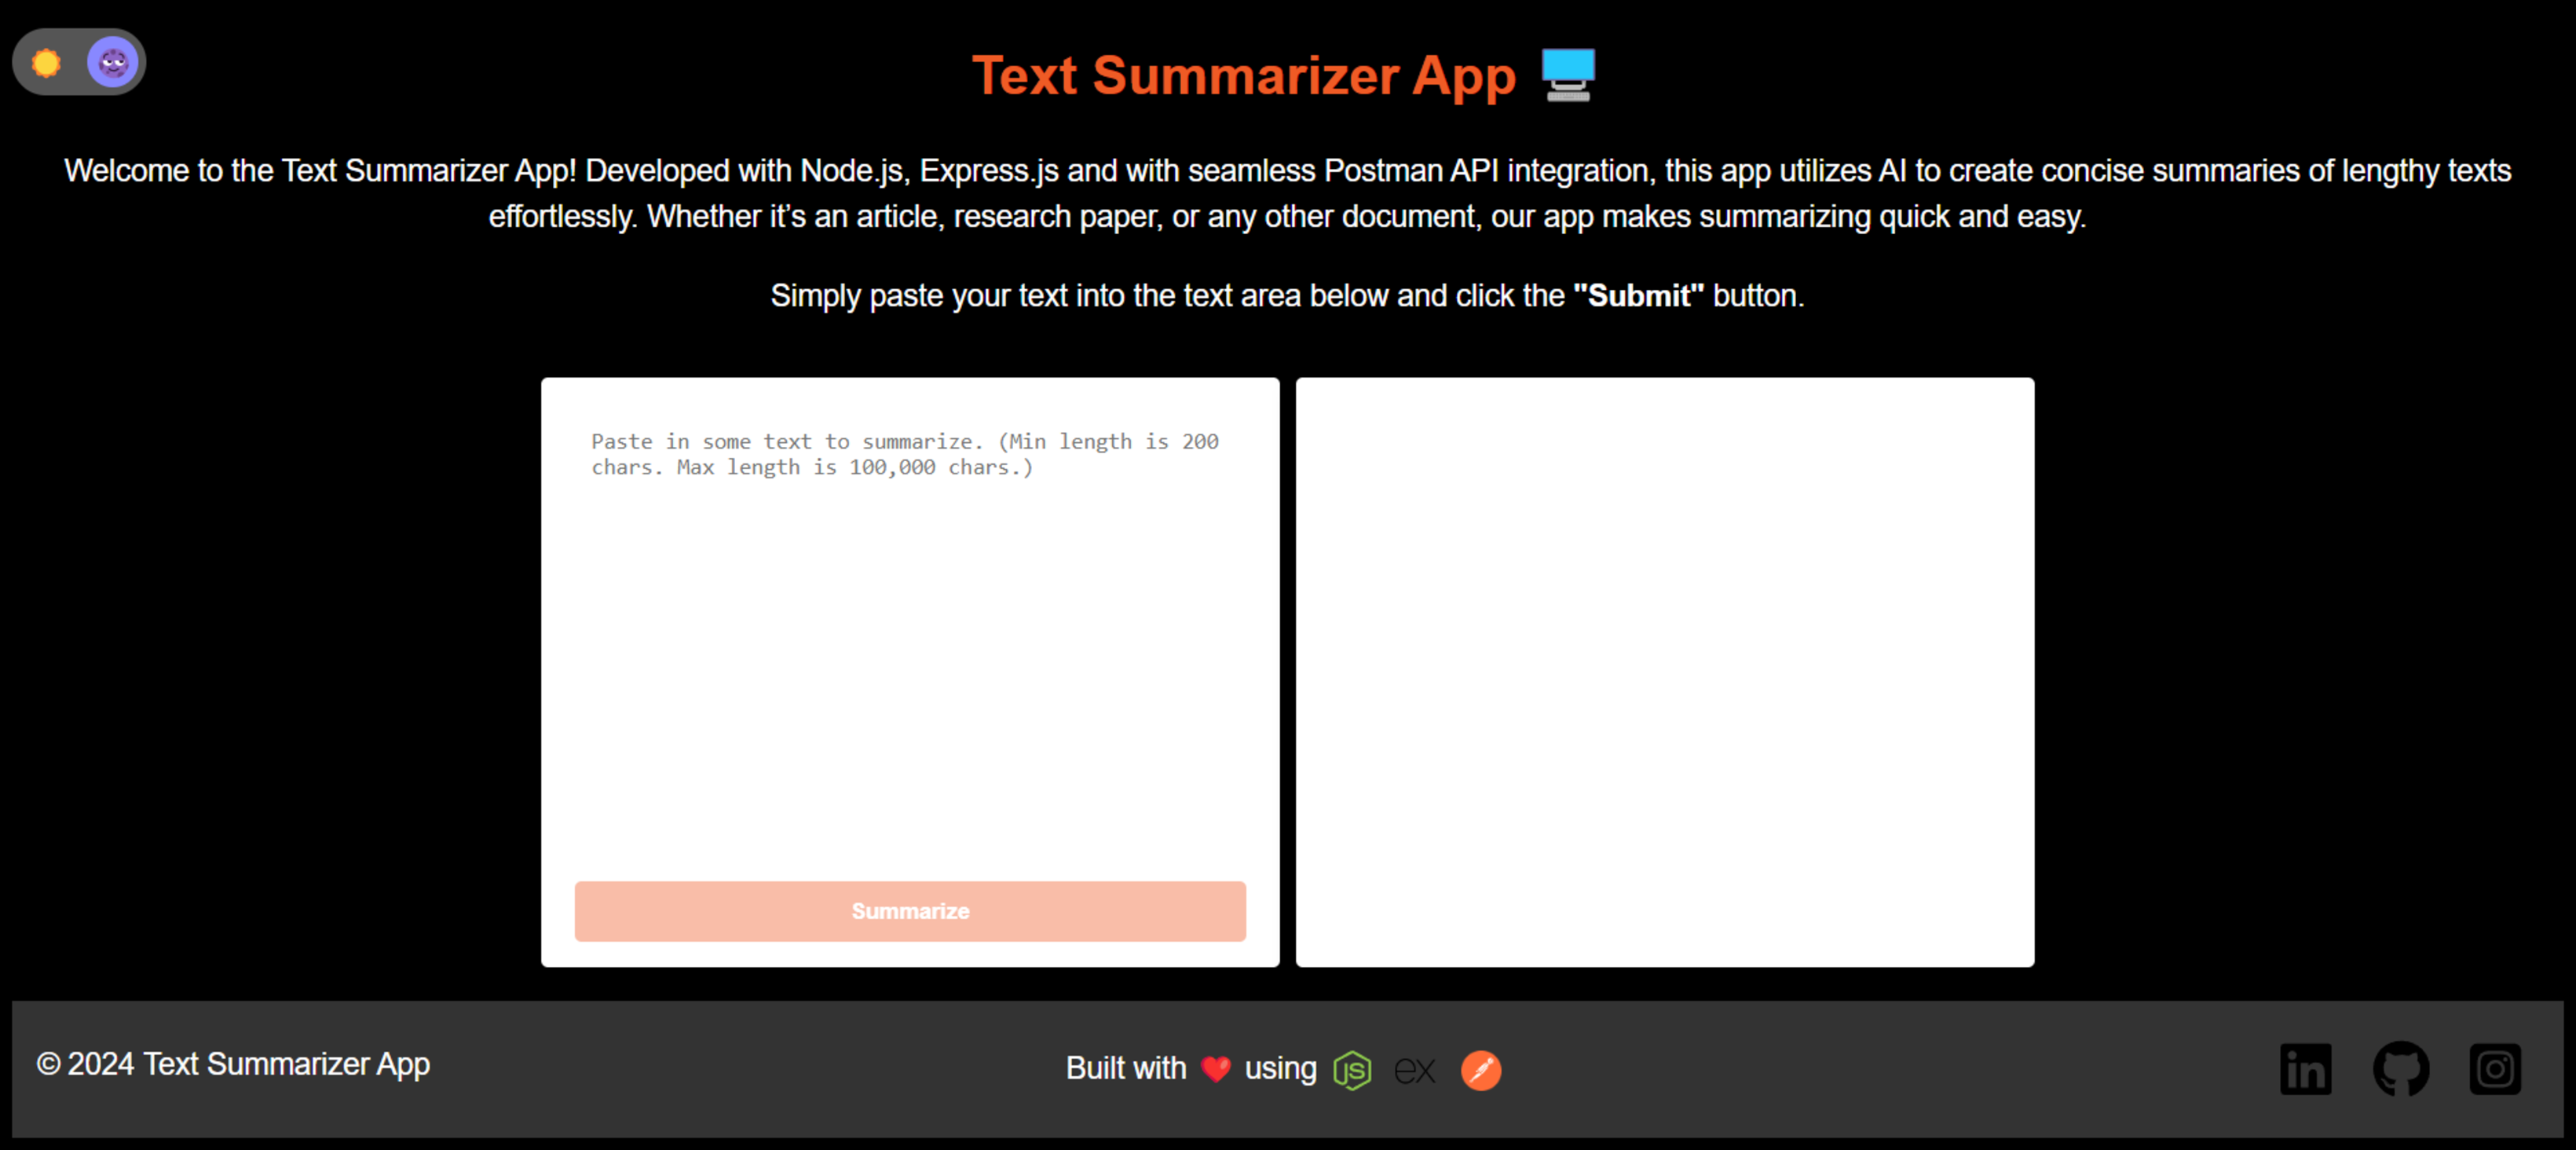 Text Summarizer App
Welcome to the Text Summarizer App! Developed with Node.js, Express.js and with seamless Postman API integration, this app utilizes AI to create concise summaries of lengthy texts
effortlessly. Whether it’s an article, research paper, or any other document, our app makes summarizing quick and easy.
Simply paste your text into the text area below and click the "Submit" button.
Paste in some text to summarize. (Min length is 200
chars. Max length is 100,000 chars.)
Summarize
© 2024 Text Summarizer App
Built with ❤️ using JS ex
in